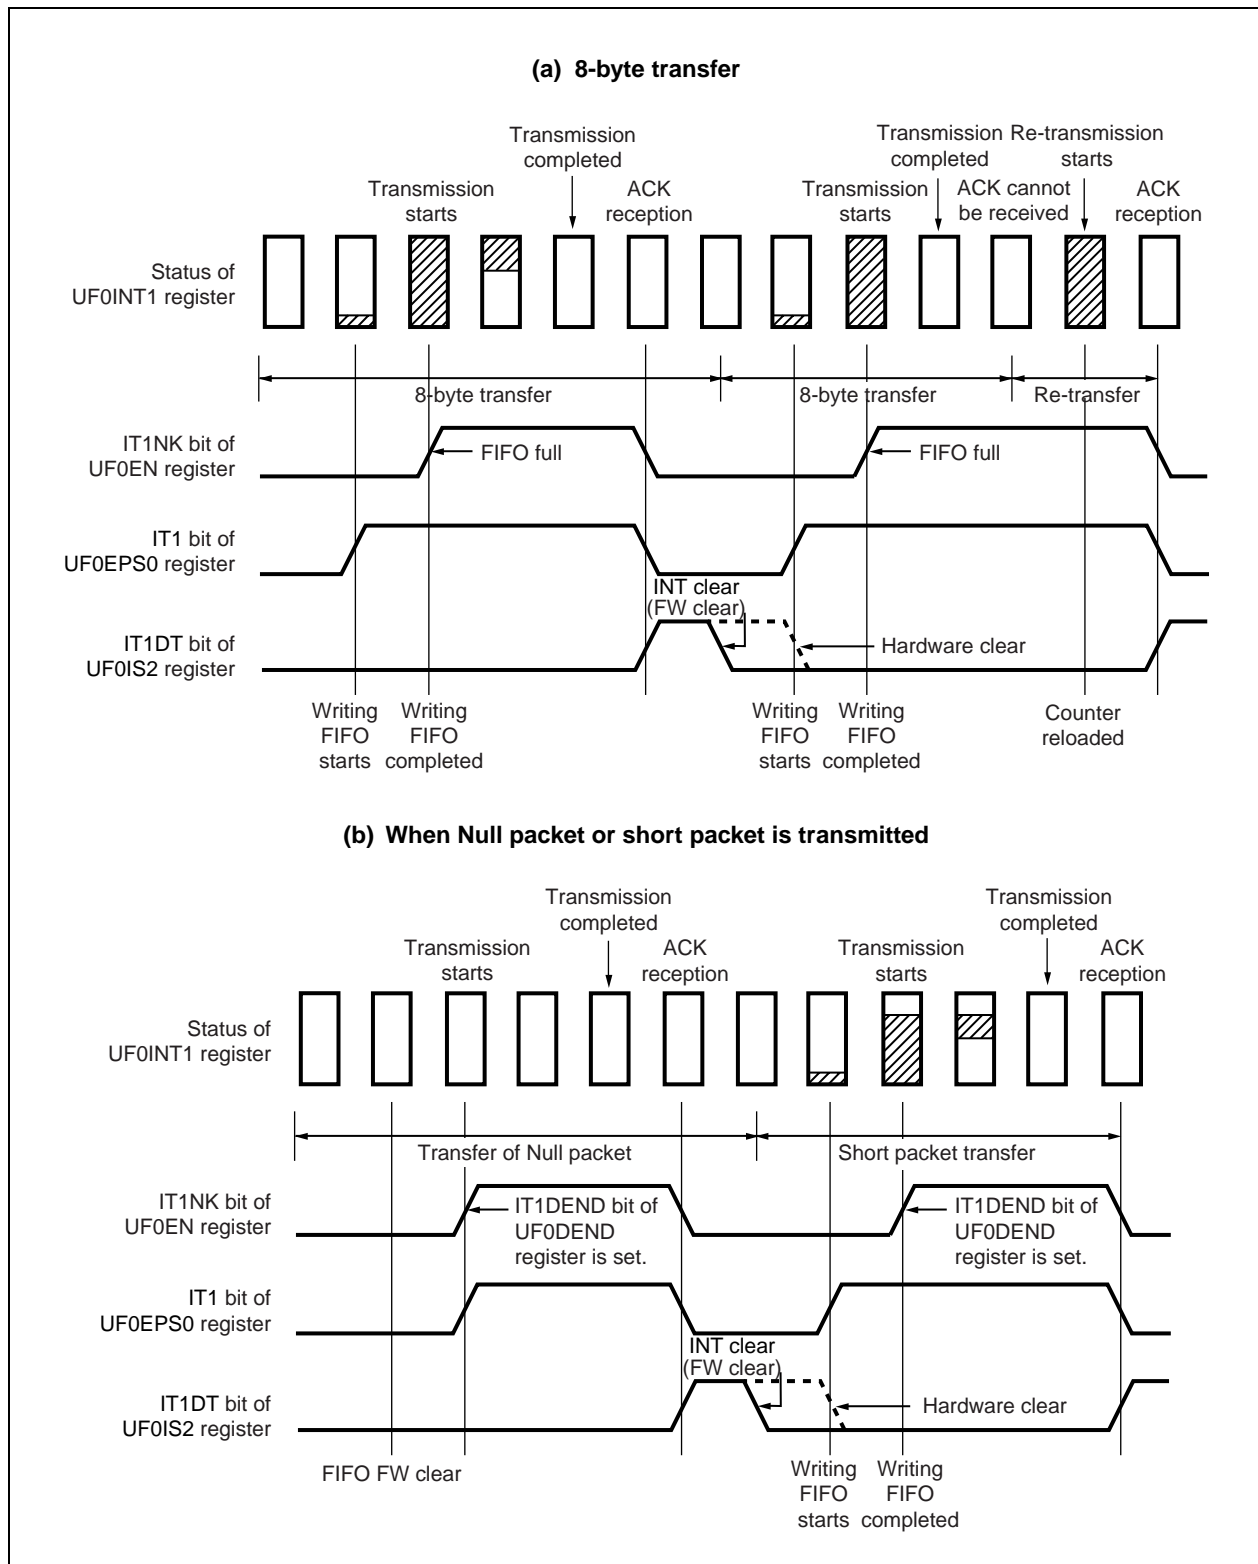 (a) 8-byte transfer
Transmission
completed
Transmission
completed
Re-transmission
starts
Transmission
starts
ACK
reception
Transmission
starts
ACK cannot
be received
ACK
reception
Status of
UF0INT1 register
8-byte transfer
8-byte transfer
Re-transfer
IT1NK bit of
UF0EN register
FIFO full
FIFO full
IT1 bit of
UF0EPS0 register
INT clear
(FW clear)
IT1DT bit of
UF0IS2 register
Hardware clear
Writing
FIFO
starts
Writing
FIFO
completed
Writing
FIFO
starts
Writing
FIFO
completed
Counter
reloaded
(b) When Null packet or short packet is transmitted
Transmission
completed
Transmission
completed
Transmission
starts
ACK
reception
Transmission
starts
ACK
reception
Status of
UF0INT1 register
Transfer of Null packet
Short packet transfer
IT1NK bit of
UF0EN register
IT1DEND bit of
UF0DEND
register is set.
IT1DEND bit of
UF0DEND
register is set.
IT1 bit of
UF0EPS0 register
INT clear
(FW clear)
IT1DT bit of
UF0IS2 register
Hardware clear
FIFO FW clear
Writing
FIFO
starts
Writing
FIFO
completed